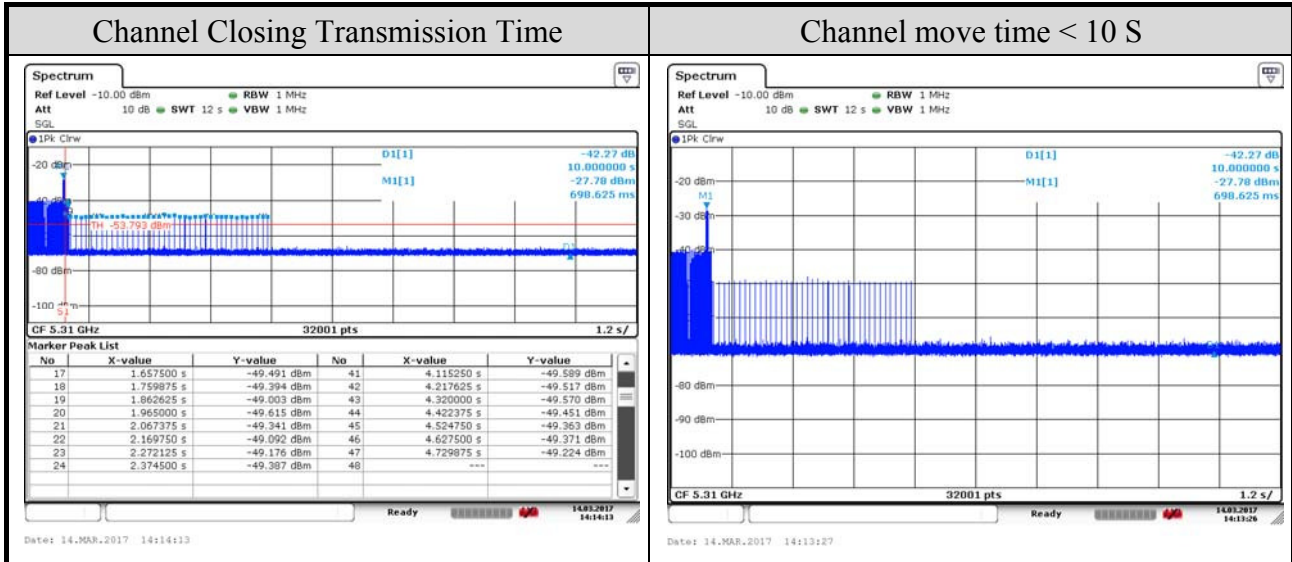 Channel Closing Transmission Time
Channel move time < 10 S
Spectrum
Ref Level -10.00 dBm RBW 1 MHz
Att 10 dB SWT 12 s VBW 1 MHz
SGL
1Pk Clrw
D1[1] -42.27 dB
10.000000 s
M1[1] -27.78 dBm
698.625 ms
-20 dBm
-40 dBm
TH -53.793 dBm
D1
-80 dBm
-100
S1
CF 5.31 GHz 32001 pts 1.2 s/
Marker Peak List
No X-value Y-value No X-value Y-value
17 1.657500 s -49.491 dBm 41 4.115250 s -49.589 dBm
18 1.759875 s -49.394 dBm 42 4.217625 s -49.517 dBm
19 1.862625 s -49.003 dBm 43 4.320000 s -49.570 dBm
20 1.965000 s -49.615 dBm 44 4.422375 s -49.451 dBm
21 2.067375 s -49.341 dBm 45 4.524750 s -49.363 dBm
22 2.169750 s -49.092 dBm 46 4.627500 s -49.371 dBm
23 2.272125 s -49.176 dBm 47 4.729875 s -49.224 dBm
24 2.374500 s -49.387 dBm 48 --- ---
Ready 14.03.2017
14:14:13
Date: 14.MAR.2017 14:14:13
Spectrum
Ref Level -10.00 dBm RBW 1 MHz
Att 10 dB SWT 12 s VBW 1 MHz
SGL
1Pk Clrw
D1[1] -42.27 dB
10.000000 s
M1[1] -27.78 dBm
698.625 ms
-20 dBm
M1
-30 dBm
-40 dBm
-80 dBm
-90 dBm
-100 dBm
CF 5.31 GHz 32001 pts 1.2 s/
Ready 14.03.2017
14:13:26
Date: 14.MAR.2017 14:13:27